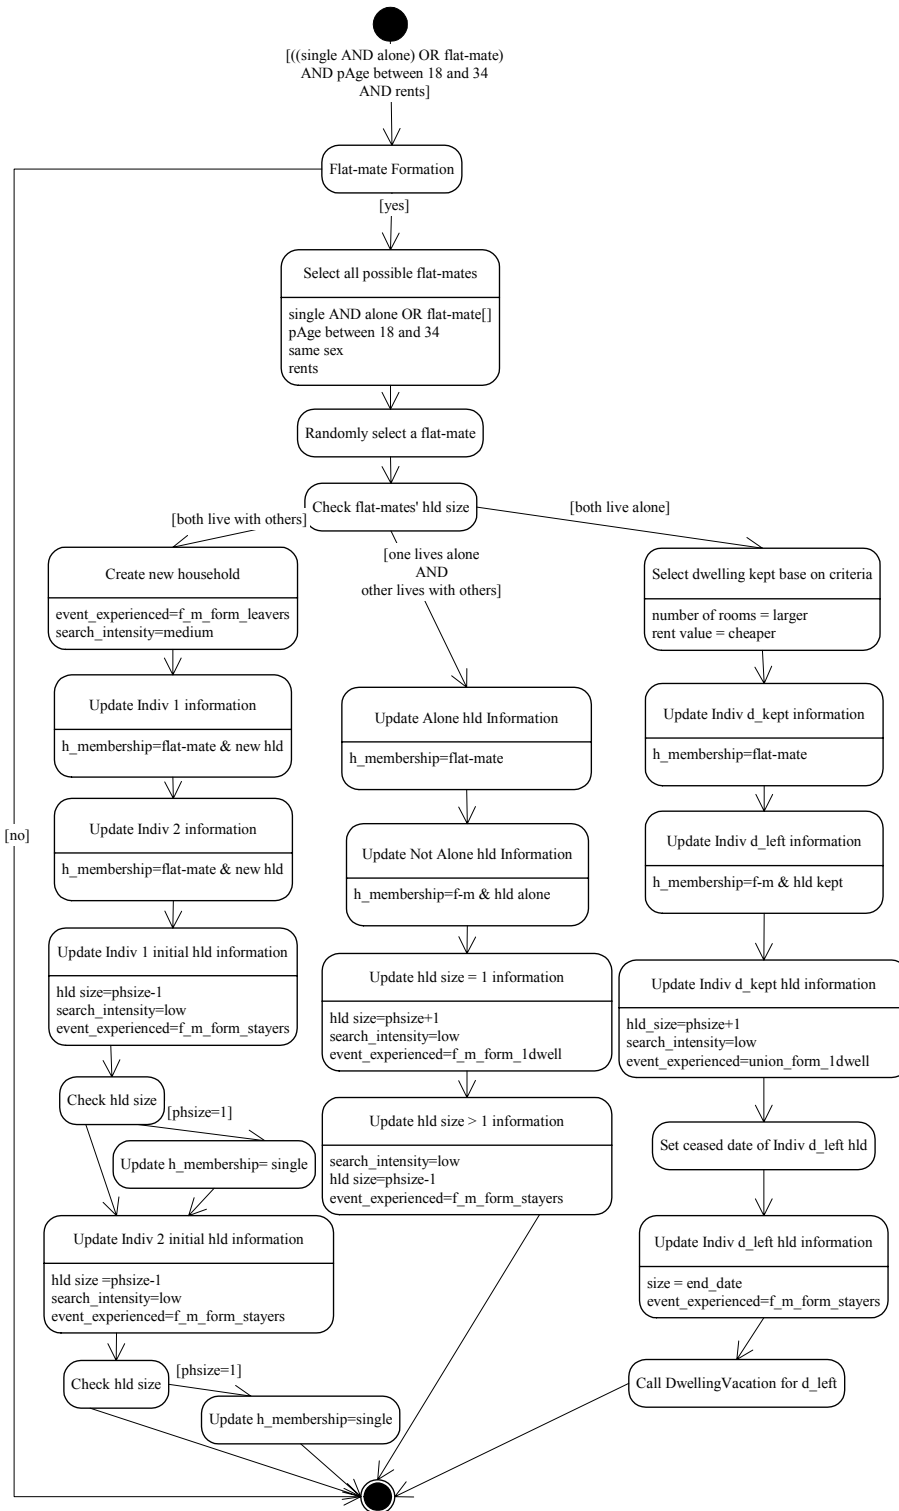 [((single AND alone) OR flat-mate)
AND pAge between 18 and 34
AND rents]
Flat-mate Formation
[yes]
Select all possible flat-mates
single AND alone OR flat-mate[]
pAge between 18 and 34
same sex
rents
Randomly select a flat-mate
Check flat-mates' hld size
[both live with others]
[one lives alone
AND
other lives with others]
[both live alone]
Create new household
event_experienced=f_m_form_leavers
search_intensity=medium
Update Indiv 1 information
h_membership=flat-mate & new hld
Update Indiv 2 information
h_membership=flat-mate & new hld
[no]
Update Indiv 1 initial hld information
hld size=phsize-1
search_intensity=low
event_experienced=f_m_form_stayers
Check hld size
[phsize=1]
Update h_membership= single
Update Indiv 2 initial hld information
hld size =phsize-1
search_intensity=low
event_experienced=f_m_form_stayers
Check hld size
[phsize=1]
Update h_membership=single
Update Alone hld Information
h_membership=flat-mate
Update Not Alone hld Information
h_membership=f-m & hld alone
Update hld size = 1 information
hld size=phsize+1
search_intensity=low
event_experienced=f_m_form_1dwell
Update hld size > 1 information
search_intensity=low
hld size=phsize-1
event_experienced=f_m_form_stayers
Select dwelling kept base on criteria
number of rooms = larger
rent value = cheaper
Update Indiv d_kept information
h_membership=flat-mate
Update Indiv d_left information
h_membership=f-m & hld kept
Update Indiv d_kept hld information
hld_size=phsize+1
search_intensity=low
event_experienced=union_form_1dwell
Set ceased date of Indiv d_left hld
Update Indiv d_left hld information
size = end_date
event_experienced=f_m_form_stayers
Call DwellingVacation for d_left